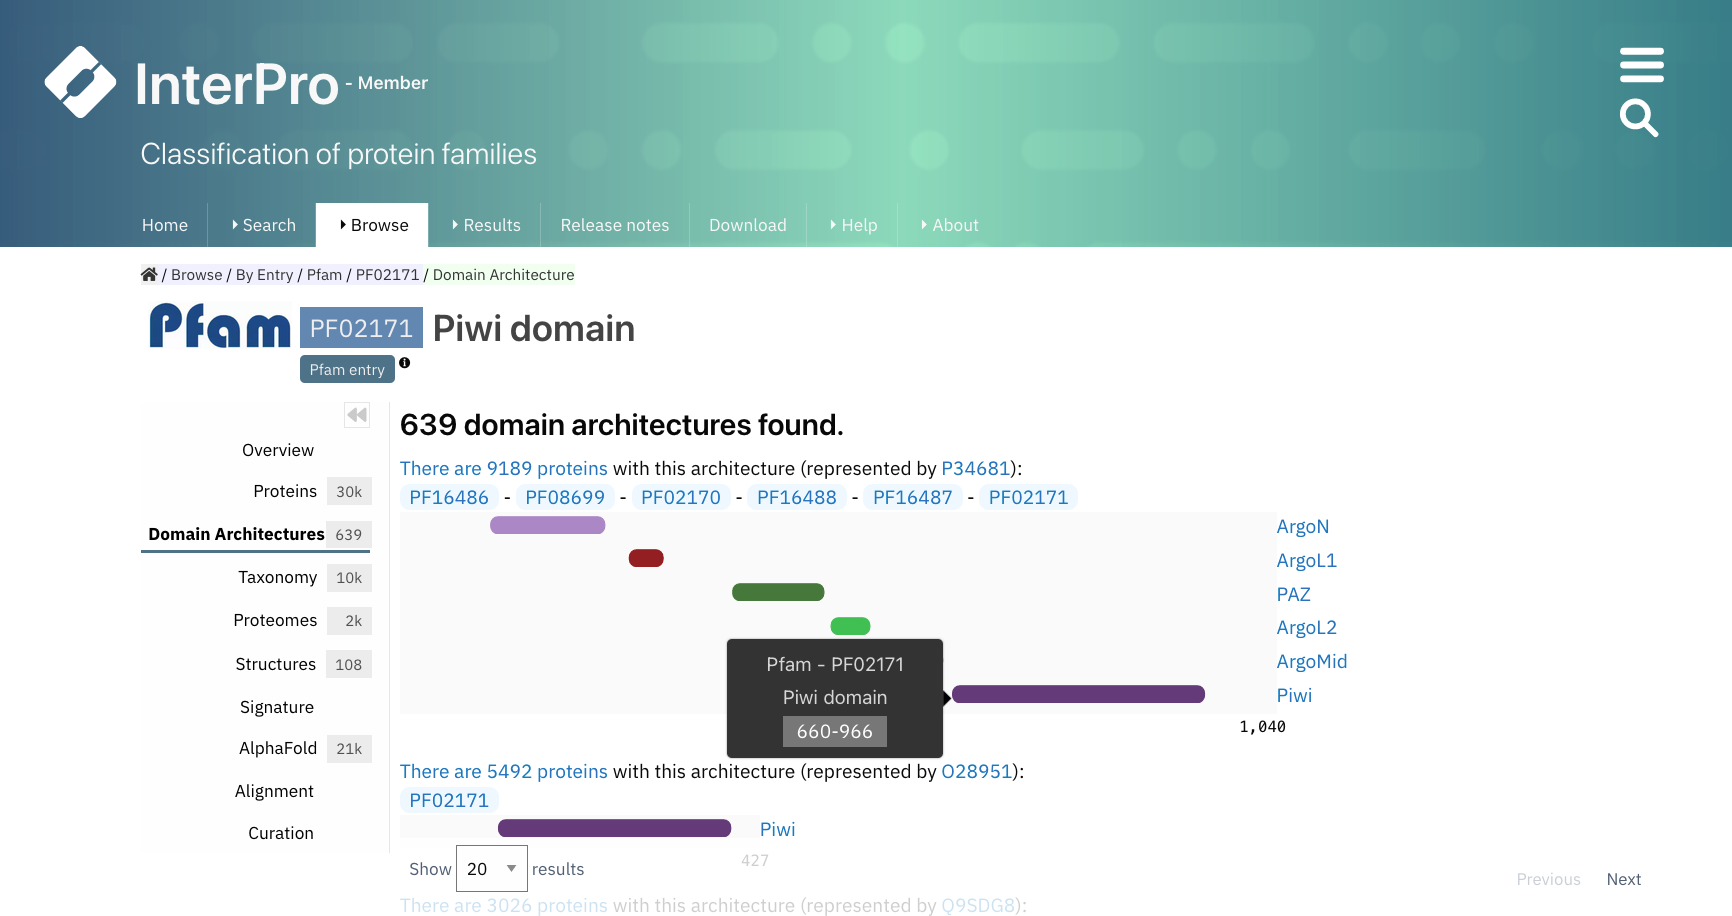 InterPro - Member
Classification of protein families
Home Search Browse Results Release notes Download Help About
/ Browse / By Entry / Pfam / PF02171 / Domain Architecture
Pfam PF02171 Piwi domain
Pfam entry
Overview
Proteins 30k
Domain Architectures 639
Taxonomy 10k
Proteomes 2k
Structures 108
Signature
AlphaFold 21k
Alignment
Curation
639 domain architectures found.
There are 9189 proteins with this architecture (represented by P34681):
PF16486 - PF08699 - PF02170 - PF16488 - PF16487 - PF02171
ArgoN
ArgoL1
PAZ
ArgoL2
ArgoMid
Piwi
Pfam - PF02171
Piwi domain
660-966
1,040
There are 5492 proteins with this architecture (represented by O28951):
PF02171
Piwi
427
Show 20 results
Previous Next
There are 3026 proteins with this architecture (represented by Q9SDG8):